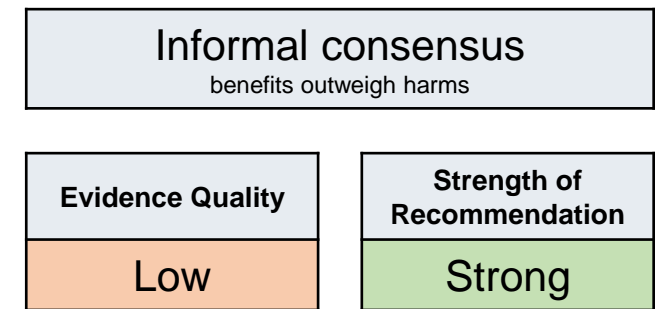 Informal consensus
benefits outweigh harms
Evidence Quality
Strength of
Recommendation
Low
Strong